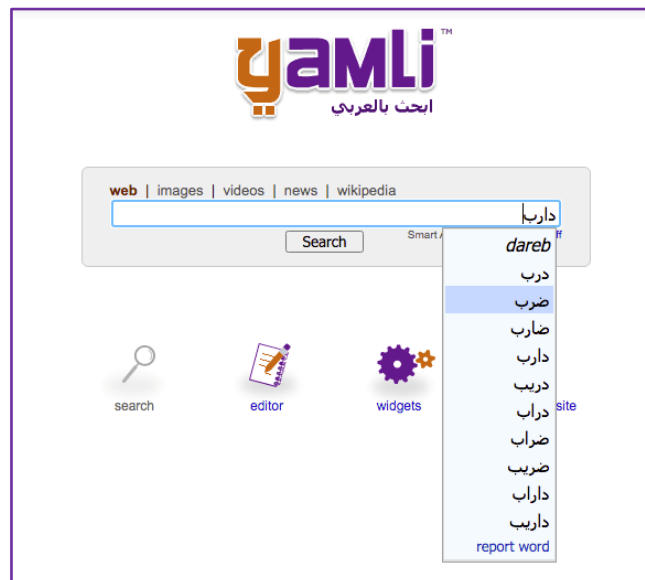 yamli™
ابحث بالعربي
web | images | videos | news | wikipedia
دارب
Search
Smart
dareb
درب
ضرب
ضارب
دارب
دريب
دراب
ضراب
ضريب
داراب
داريب
report word
search
editor
widgets
site